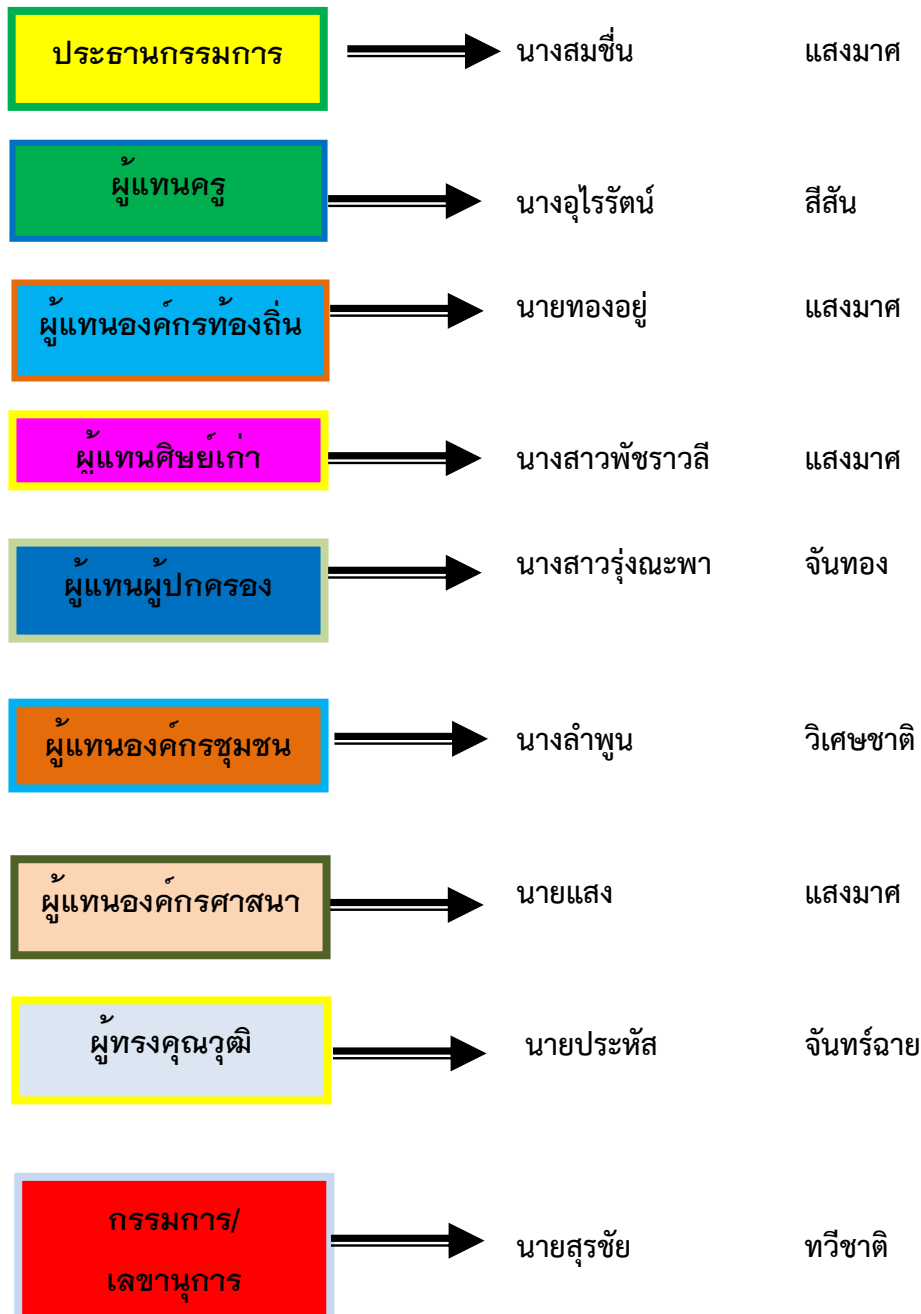 ประธานกรรมการ นางสมชื่น แสงมาศ
ผู้แทนครู นางอุไรรัตน์ สีสัน
ผู้แทนองค์กรท้องถิ่น นายทองอยู่ แสงมาศ
ผู้แทนศิษย์เก่า นางสาวพัชราวลี แสงมาศ
ผู้แทนผู้ปกครอง นางสาวรุ่งณะพา จันทอง
ผู้แทนองค์กรชุมชน นางลำพูน วิเศษชาติ
ผู้แทนองค์กรศาสนา นายแสง แสงมาศ
ผู้ทรงคุณวุฒิ นายประหัส จันทร์ฉาย
กรรมการ/
เลขานุการ นายสุรชัย ทวีชาติ